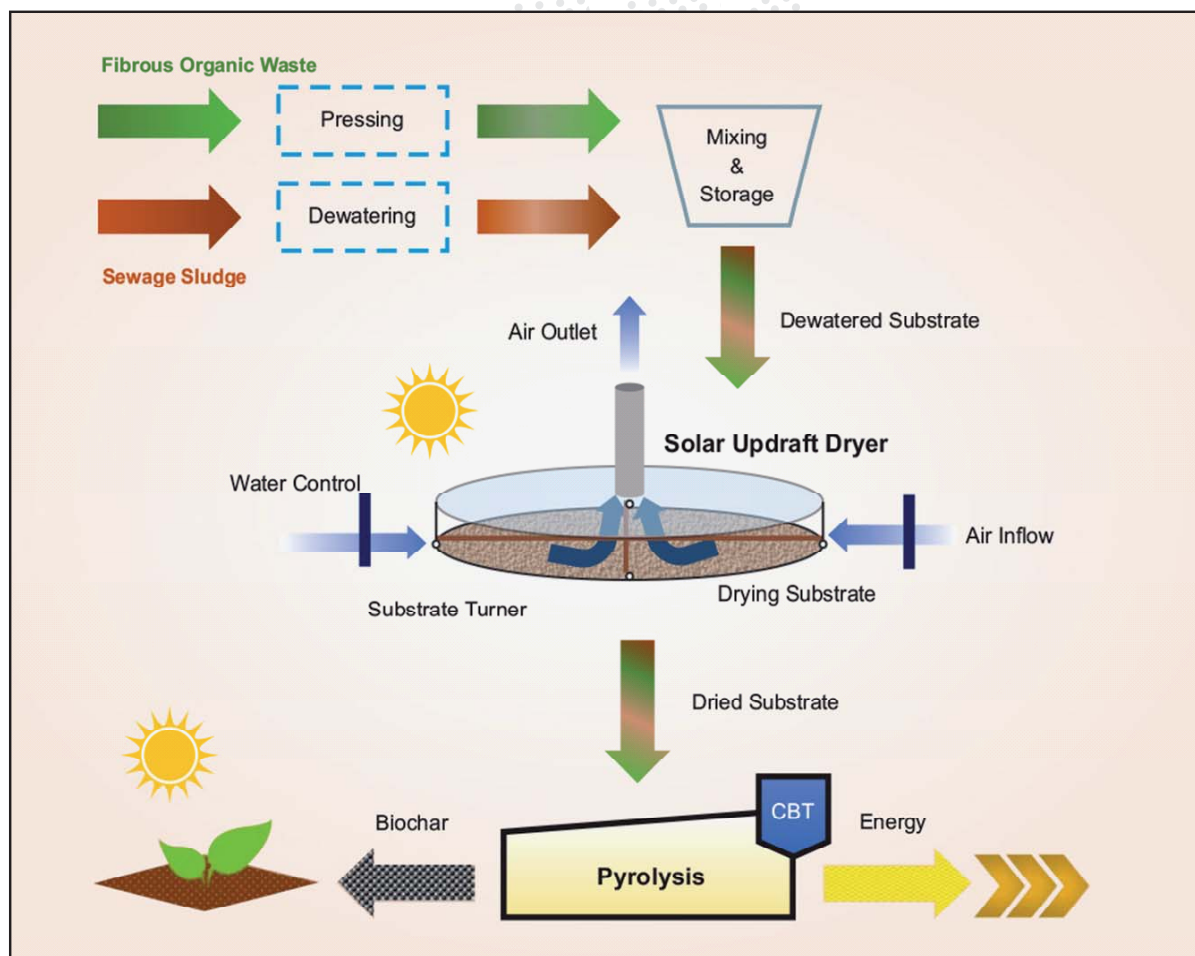 Fibrous Organic Waste
Pressing
Mixing
&
Storage
Dewatering
Sewage Sludge
Air Outlet
Dewatered Substrate
Solar Updraft Dryer
Water Control
Air Inflow
Drying Substrate
Substrate Turner
Dried Substrate
CBT
Biochar
Energy
Pyrolysis